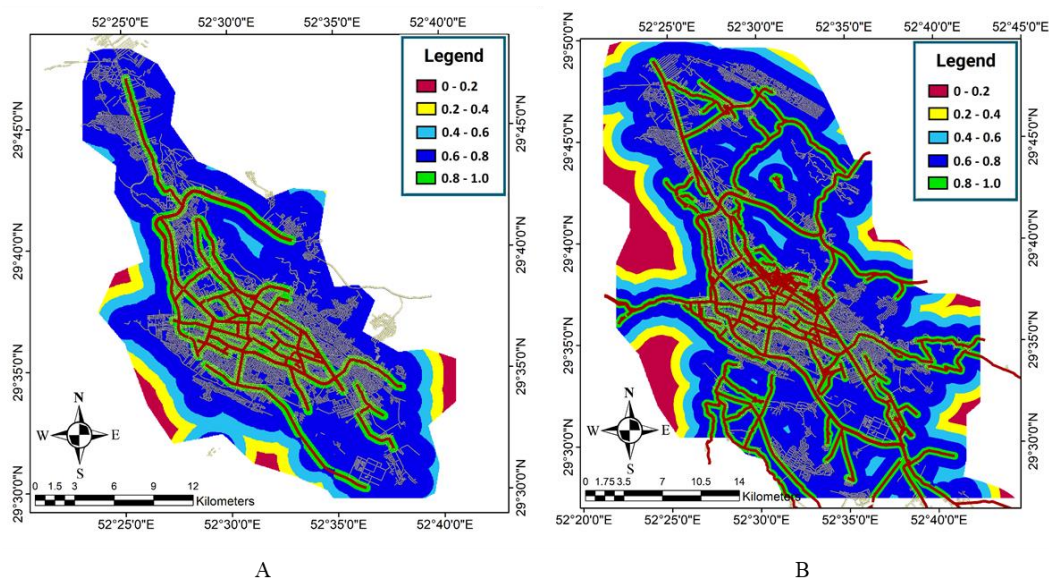 52°25'0"E 52°30'0"E 52°35'0"E 52°40'0"E
29°45'0"N 29°40'0"N 29°35'0"N 29°30'0"N
Legend
0 - 0.2
0.2 - 0.4
0.4 - 0.6
0.6 - 0.8
0.8 - 1.0
29°45'0"N 29°40'0"N 29°35'0"N 29°30'0"N
N
W E
S
0 1.5 3 6 9 12
Kilometers
52°25'0"E 52°30'0"E 52°35'0"E 52°40'0"E
A
52°25'0"E 52°30'0"E 52°35'0"E 52°40'0"E 52°45'0"E
29°50'0"N 29°45'0"N 29°40'0"N 29°35'0"N 29°30'0"N
Legend
0 - 0.2
0.2 - 0.4
0.4 - 0.6
0.6 - 0.8
0.8 - 1.0
29°45'0"N 29°40'0"N 29°35'0"N 29°30'0"N
N
W E
S
0 1.75 3.5 7 10.5 14
Kilometers
52°20'0"E 52°25'0"E 52°30'0"E 52°35'0"E 52°40'0"E
B